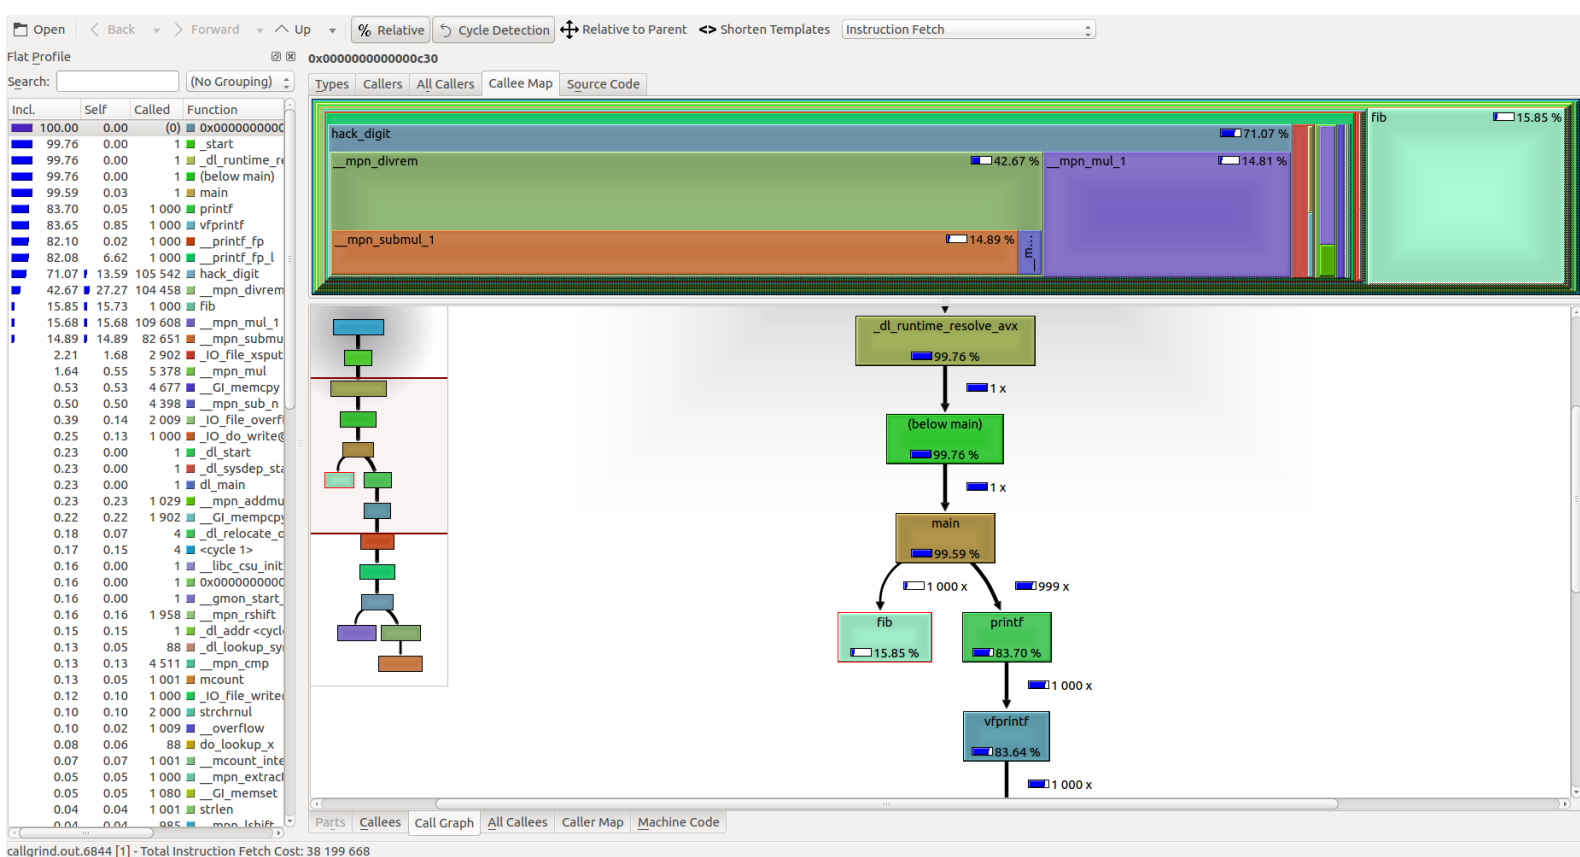 Open Back Forward Up % Relative Cycle Detection Relative to Parent <> Shorten Templates Instruction Fetch
Flat Profile
Search: (No Grouping)
Incl. Self Called Function
100.00 0.00 (0) 0x0000000000
99.76 0.00 1 _start
99.76 0.00 1 _dl_runtime_re
99.76 0.00 1 (below main)
99.59 0.03 1 main
83.70 0.05 1 000 printf
83.65 0.85 1 000 vfprintf
82.10 0.02 1 000 __printf_fp
82.08 6.62 1 000 __printf_fp_l
71.07 13.59 105 542 hack_digit
42.67 27.27 104 458 __mpn_divrem
15.85 15.73 1 000 fib
15.68 15.68 109 608 __mpn_mul_1
14.89 14.89 82 651 __mpn_submu
2.21 1.68 2 902 _IO_file_xsput
1.64 0.55 5 378 __mpn_mul
0.53 0.53 4 677 __GI_memcpy
0.50 0.50 4 398 __mpn_sub_n
0.39 0.14 2 009 _IO_file_overfl
0.25 0.13 1 000 _IO_do_write@
0.23 0.00 1 _dl_start
0.23 0.00 1 _dl_sysdep_sta
0.23 0.00 1 dl_main
0.23 0.23 1 029 __mpn_addmu
0.22 0.22 1 902 __GI_mempcpy
0.18 0.07 4 _dl_relocate_o
0.17 0.15 4 <cycle 1>
0.16 0.00 1 __libc_csu_init
0.16 0.00 1 0x0000000000
0.16 0.00 1 __gmon_start_
0.16 0.16 1 958 __mpn_rshift
0.15 0.15 1 _dl_addr <cycl
0.13 0.05 88 _dl_lookup_sy
0.13 0.13 4 511 __mpn_cmp
0.13 0.05 1 001 mcount
0.12 0.10 1 000 _IO_file_write
0.10 0.10 2 000 strchrnul
0.10 0.02 1 009 __overflow
0.08 0.06 88 do_lookup_x
0.07 0.07 1 001 __mcount_inte
0.05 0.05 1 000 __mpn_extract
0.05 0.05 1 080 __GI_memset
0.04 0.04 1 001 strlen
0.04 0.04 985 __mpn_lshift
0x0000000000000c30
Types Callers All Callers Callee Map Source Code
hack_digit 71.07 %
__mpn_divrem 42.67 %
__mpn_mul_1 14.81 %
__mpn_submul_1 14.89 %
__m...
fib 15.85 %
_dl_runtime_resolve_avx
99.76 %
1 x
(below main)
99.76 %
1 x
main
99.59 %
1 000 x 999 x
fib printf
15.85 % 83.70 %
1 000 x
vfprintf
83.64 %
1 000 x
Parts Callees Call Graph All Callees Caller Map Machine Code
callgrind.out.6844 [1] - Total Instruction Fetch Cost: 38 199 668